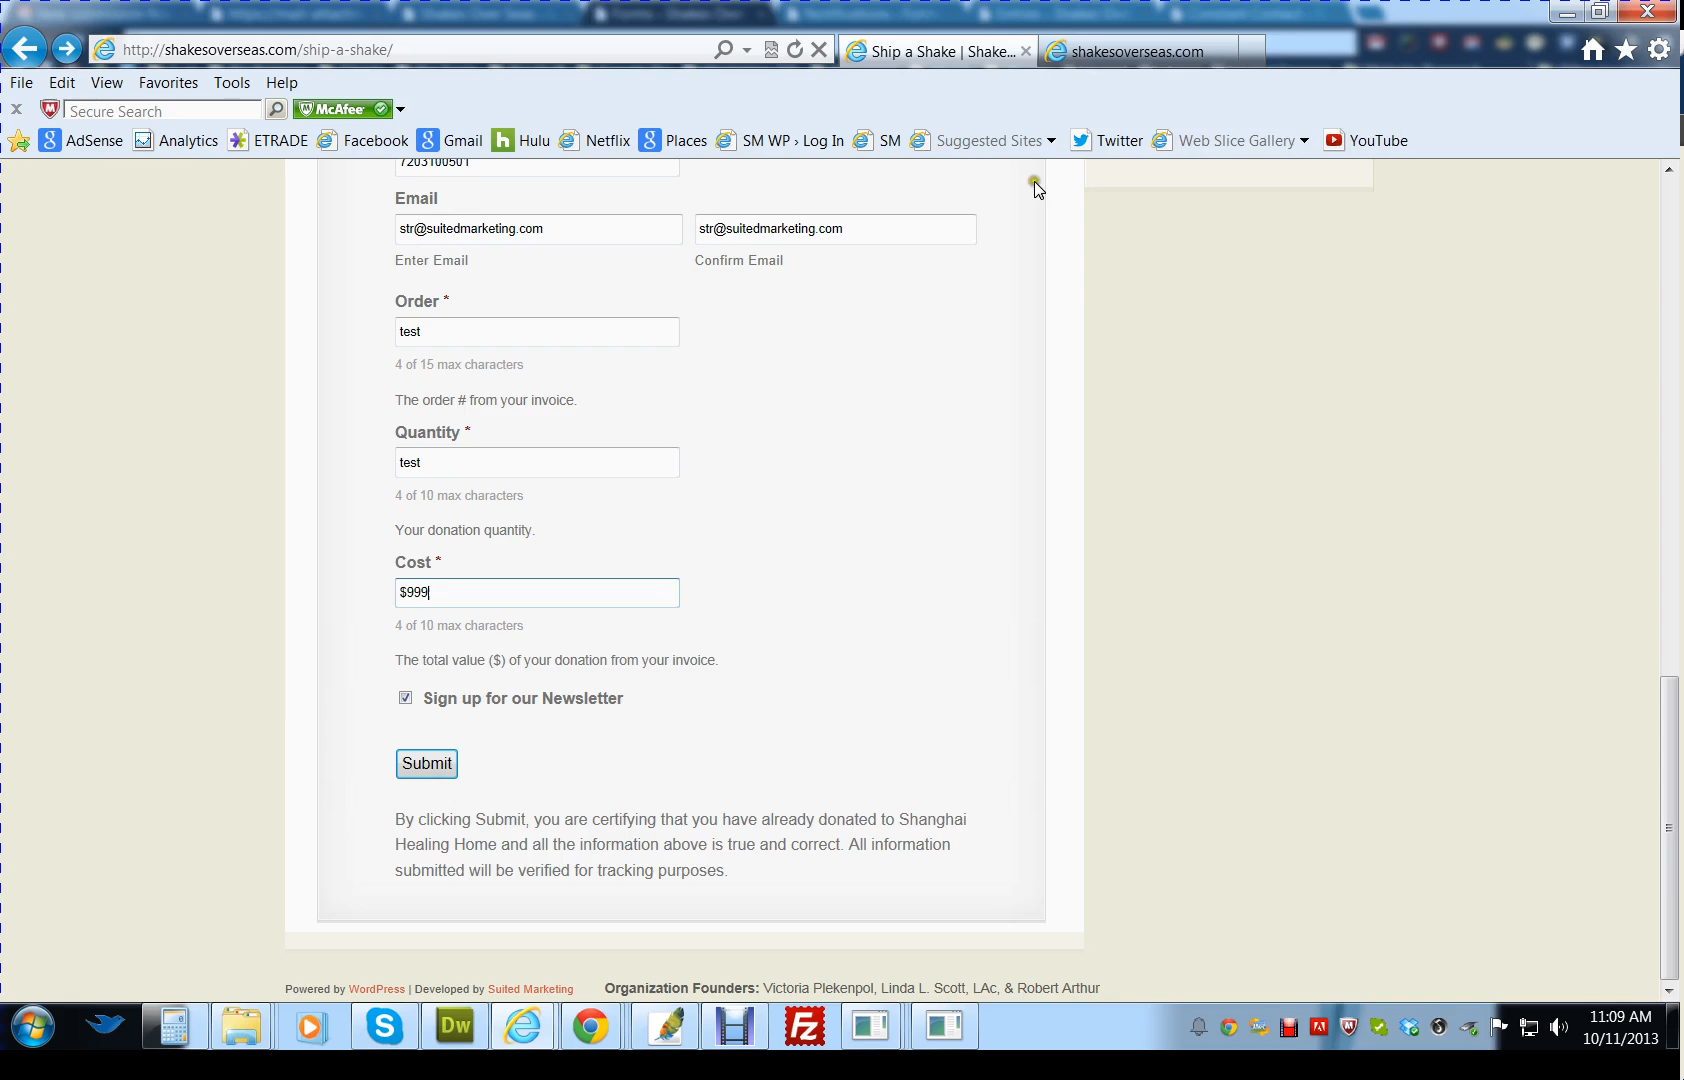 http://shakesoverseas.com/ship-a-shake/
Ship a Shake | Shake...
shakesoverseas.com
File Edit View Favorites Tools Help
Secure Search
McAfee
AdSense Analytics ETRADE Facebook Gmail Hulu Netflix Places SM WP › Log In SM Suggested Sites Twitter Web Slice Gallery YouTube
7203100501
Email
str@suitedmarketing.com str@suitedmarketing.com
Enter Email Confirm Email
Order *
test
4 of 15 max characters
The order # from your invoice.
Quantity *
test
4 of 10 max characters
Your donation quantity.
Cost *
$999
4 of 10 max characters
The total value ($) of your donation from your invoice.
Sign up for our Newsletter
Submit
By clicking Submit, you are certifying that you have already donated to Shanghai
Healing Home and all the information above is true and correct. All information
submitted will be verified for tracking purposes.
Powered by WordPress | Developed by Suited Marketing Organization Founders: Victoria Plekenpol, Linda L. Scott, LAc, & Robert Arthur
Dw
11:09 AM
10/11/2013